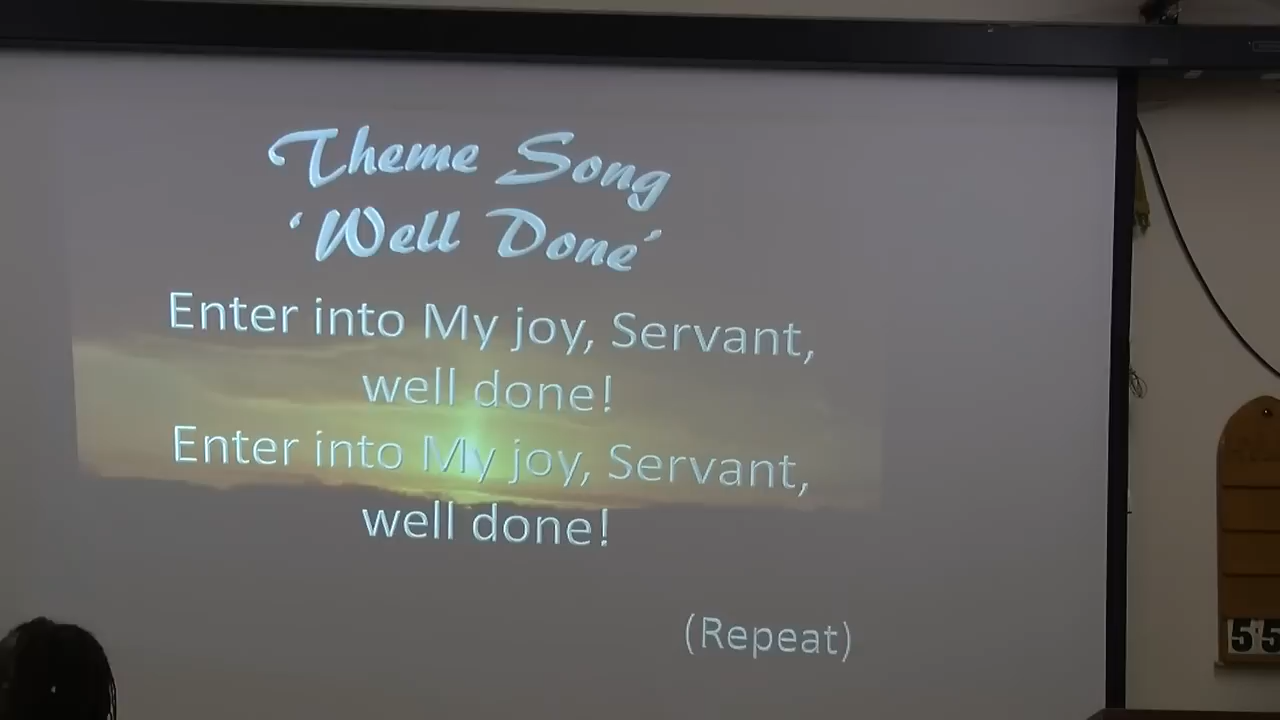 Theme Song
‘Well Done’
Enter into My joy, Servant,
well done!
Enter into My joy, Servant,
well done!
(Repeat)
55